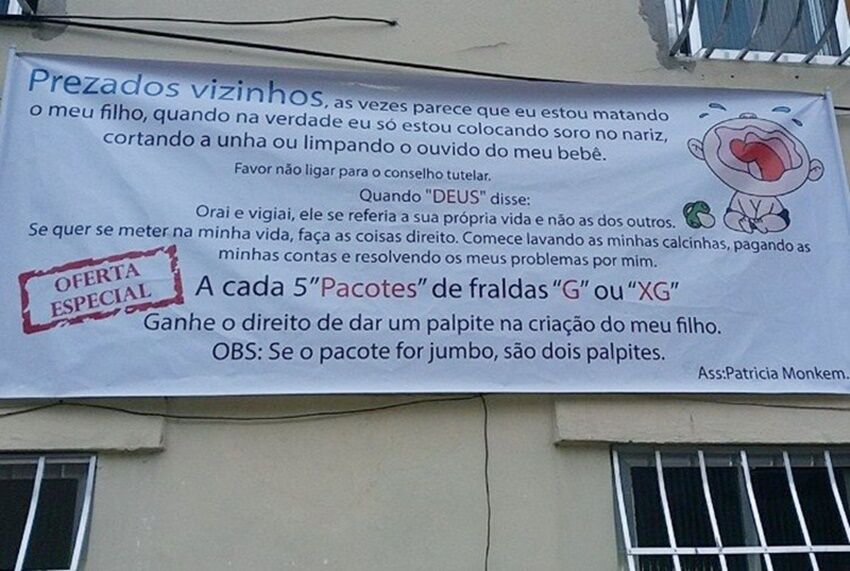 Prezados vizinhos, as vezes parece que eu estou matando
o meu filho, quando na verdade eu só estou colocando soro no nariz,
cortando a unha ou limpando o ouvido do meu bebê.
Favor não ligar para o conselho tutelar.
Quando "DEUS" disse:
Orai e vigiai, ele se referia a sua própria vida e não as dos outros.
Se quer se meter na minha vida, faça as coisas direito. Comece lavando as minhas calcinhas, pagando as
minhas contas e resolvendo os meus problemas por mim.
OFERTA
ESPECIAL
A cada 5"Pacotes" de fraldas "G" ou "XG"
Ganhe o direito de dar um palpite na criação do meu filho.
OBS: Se o pacote for jumbo, são dois palpites.
Ass:Patricia Monkem.